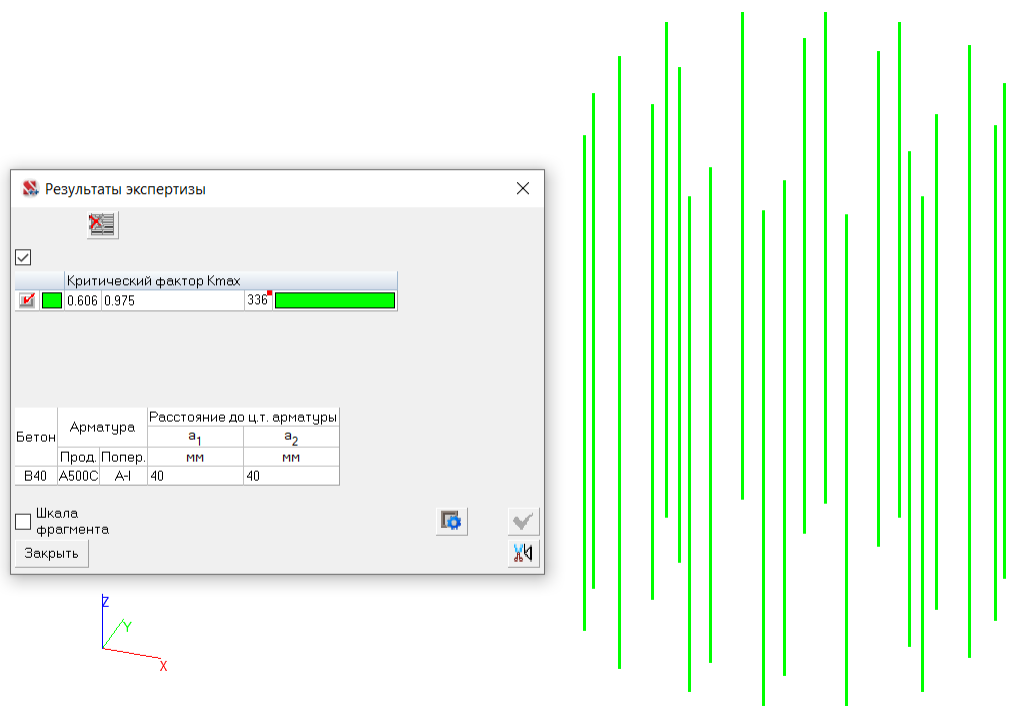 Результаты экспертизы
Критический фактор Kmax
0.606 0.975 336
Расстояние до ц.т. арматуры
Бетон Арматура a1 a2
Прод. Попер. мм мм
B40 A500C A-I 40 40
Шкала
фрагмента
Закрыть
Z
Y
X